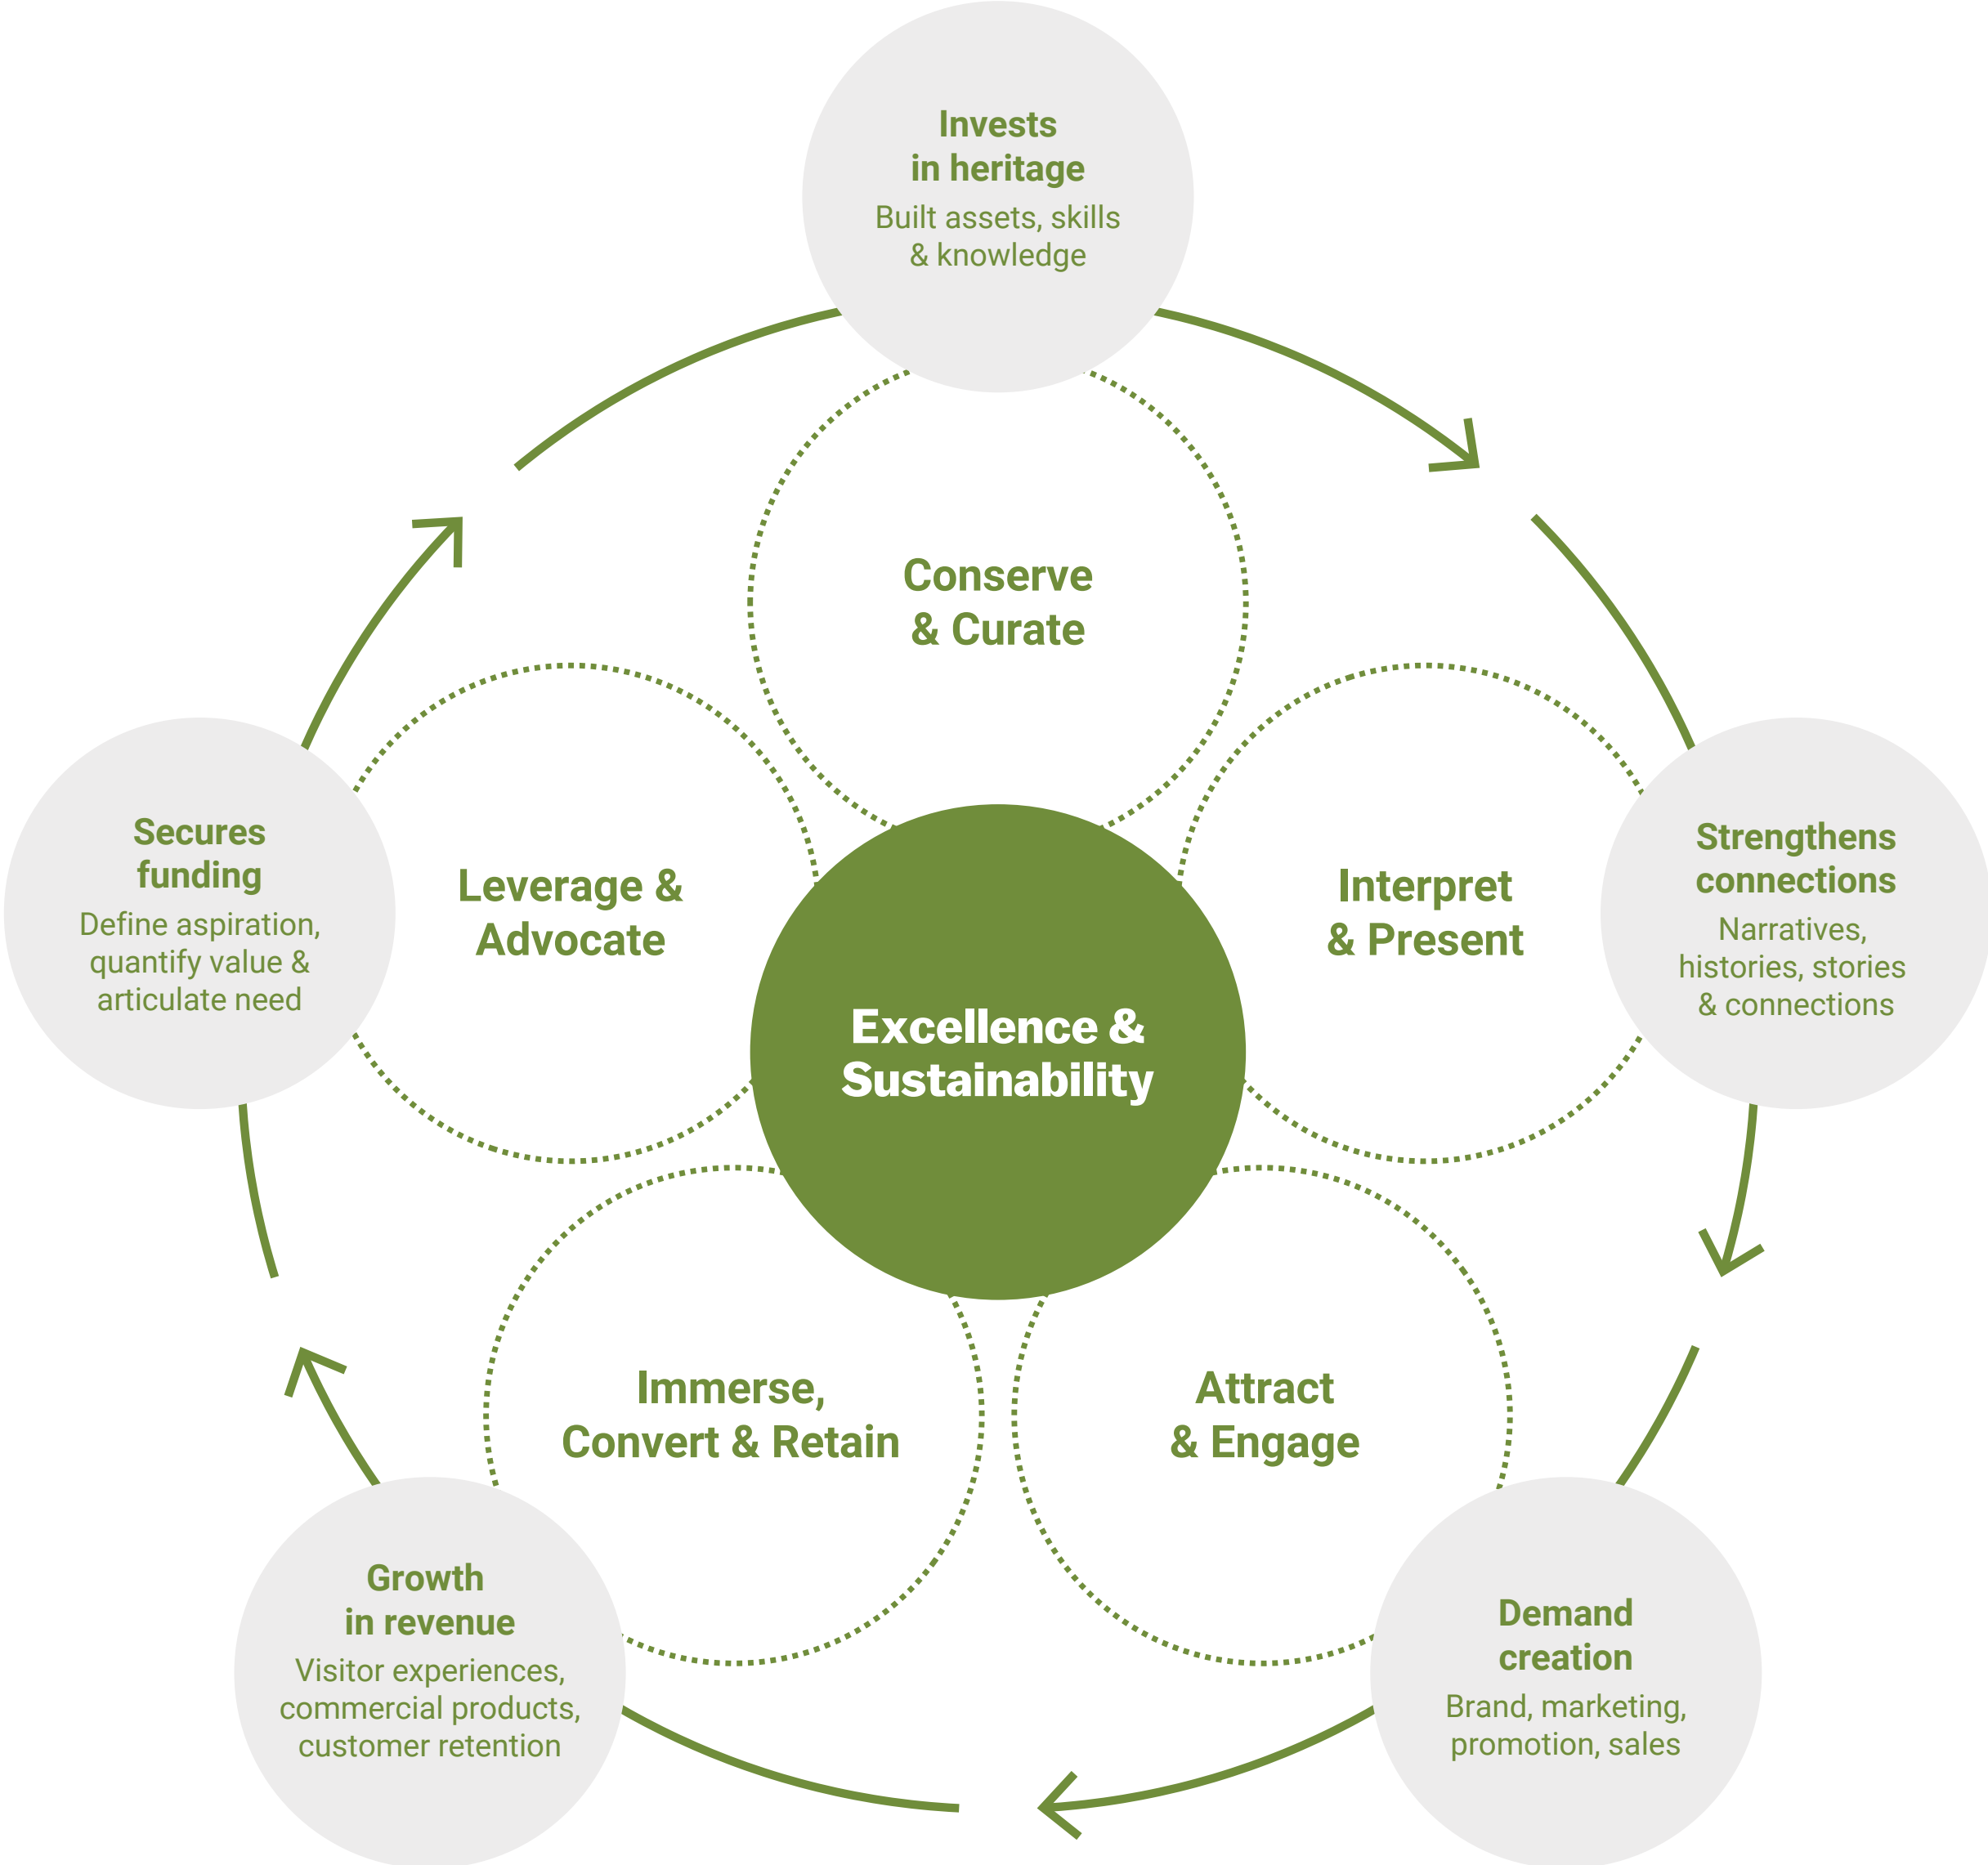 Invests
in heritage
Built assets, skills
& knowledge
Conserve
& Curate
Secures
funding
Define aspiration,
quantify value &
articulate need
Leverage &
Advocate
Interpret
& Present
Strengthens
connections
Narratives,
histories, stories
& connections
Excellence &
Sustainability
Immerse,
Convert & Retain
Attract
& Engage
Growth
in revenue
Visitor experiences,
commercial products,
customer retention
Demand
creation
Brand, marketing,
promotion, sales